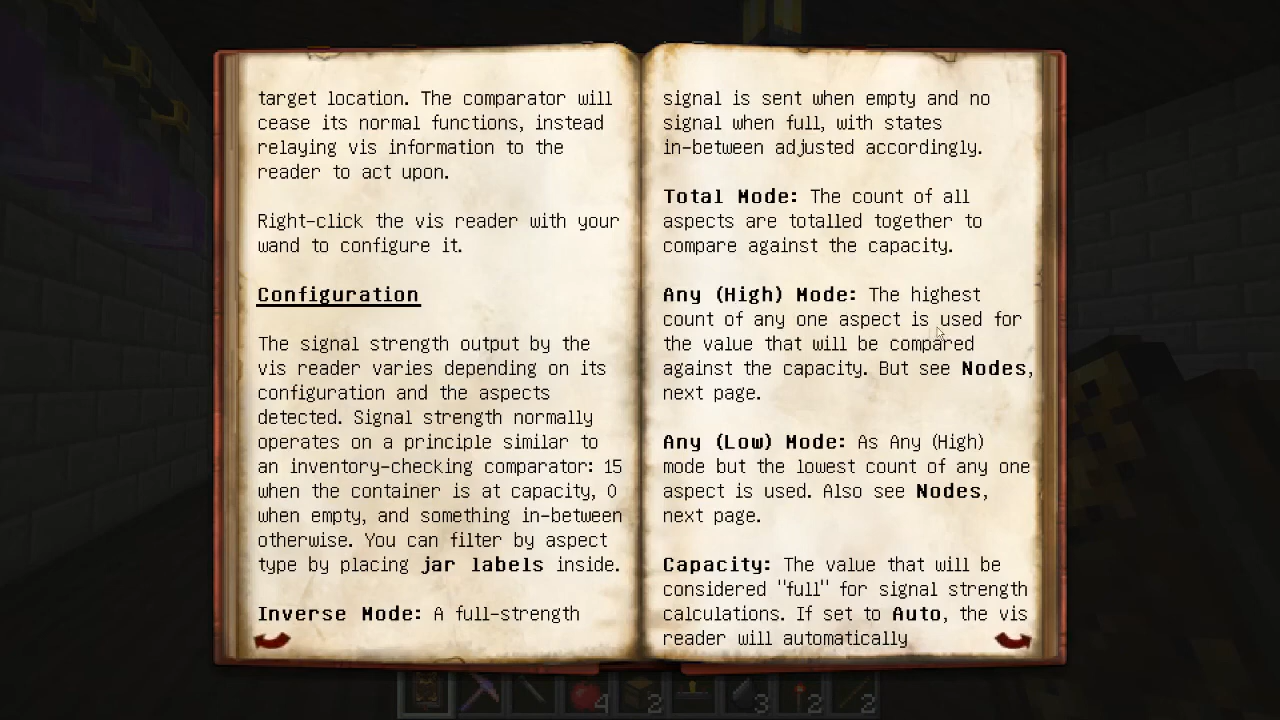 target location. The comparator will
cease its normal functions, instead
relaying vis information to the
reader to act upon.
Right-click the vis reader with your
wand to configure it.
Configuration
The signal strength output by the
vis reader varies depending on its
configuration and the aspects
detected. Signal strength normally
operates on a principle similar to
an inventory-checking comparator: 15
when the container is at capacity, 0
when empty, and something in-between
otherwise. You can filter by aspect
type by placing jar labels inside.
Inverse Mode: A full-strength
signal is sent when empty and no
signal when full, with states
in-between adjusted accordingly.
Total Mode: The count of all
aspects are totalled together to
compare against the capacity.
Any (High) Mode: The highest
count of any one aspect is used for
the value that will be compared
against the capacity. But see Nodes,
next page.
Any (Low) Mode: As Any (High)
mode but the lowest count of any one
aspect is used. Also see Nodes,
next page.
Capacity: The value that will be
considered "full" for signal strength
calculations. If set to Auto, the vis
reader will automatically
4 2 3 2 2